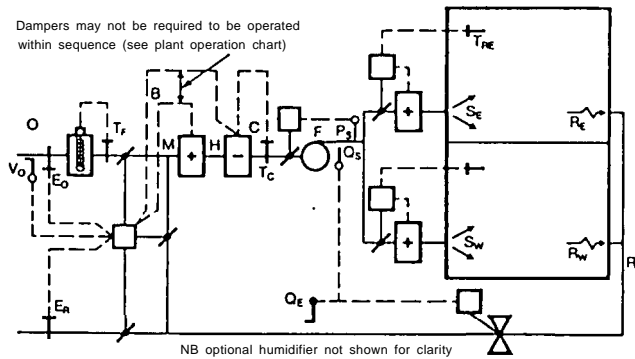 Dampers may not be required to be operated
within sequence (see plant operation chart)
T_RE
B
O
T_F
M
H
C
F
P_S
S_E
R_E
V_O
E_O
T_C
Q_S
S_W
R_W
R
E_R
Q_E
NB optional humidifier not shown for clarity